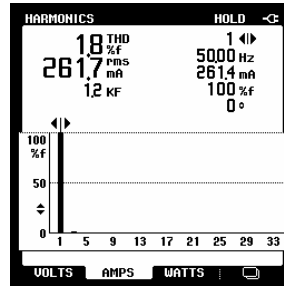 HARMONICS HOLD
1.8 THD %f
261.7 rms mA
1.2 KF
1
50.00 Hz
261.4 mA
100 %f
0°
100
%f
50
0
1 5 9 13 17 21 25 29 33
VOLTS AMPS WATTS